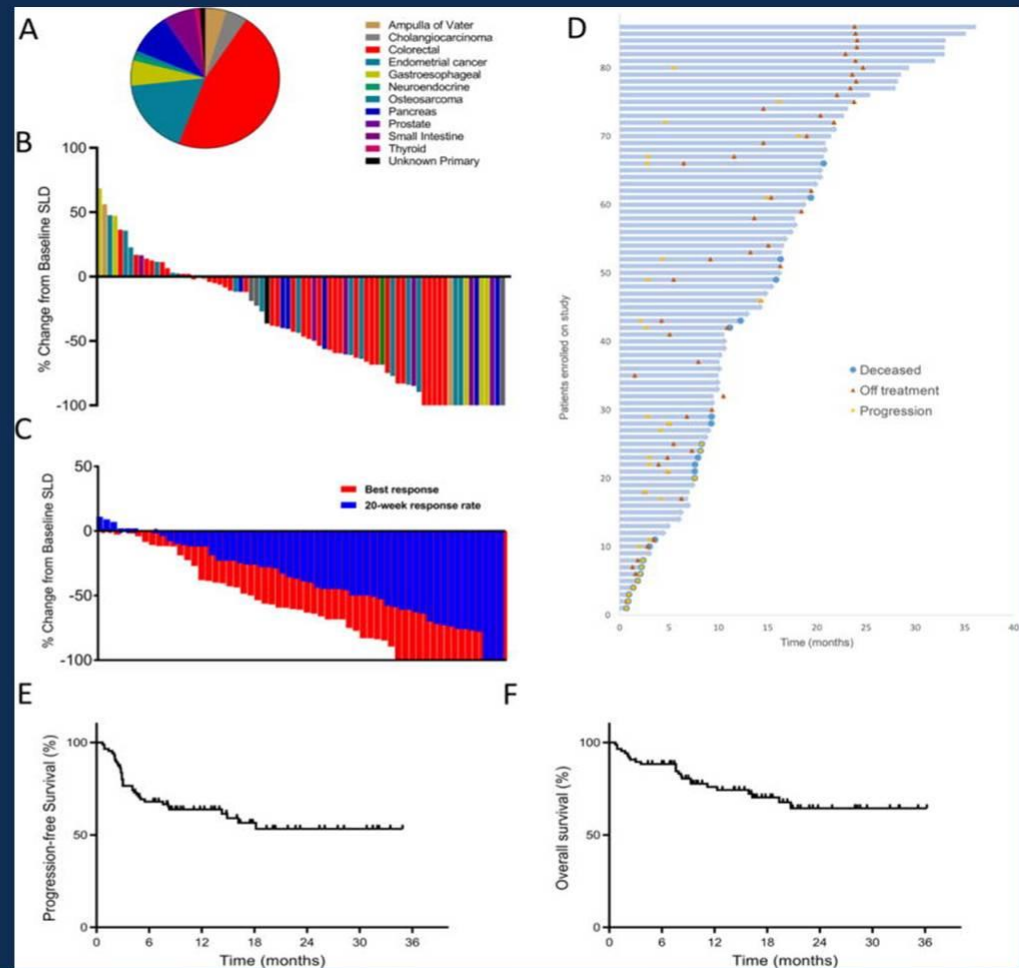 A
Ampulla of Vater
Cholangiocarcinoma
Colorectal
Endometrial cancer
Gastroesophageal
Neuroendocrine
Osteosarcoma
Pancreas
Prostate
Small Intestine
Thyroid
Unknown Primary
B
% Change from Baseline SLD
100
50
0
-50
-100
C
% Change from Baseline SLD
50
0
-50
-100
Best response
20-week response rate
D
Patients enrolled on study
80
70
60
50
40
30
20
10
0
Deceased
Off treatment
Progression
0 5 10 15 20 25 30 35 40
Time (months)
E
Progression-free Survival (%)
100
50
0
0 6 12 18 24 30 36
Time (months)
F
Overall survival (%)
100
50
0
0 6 12 18 24 30 36
Time (months)